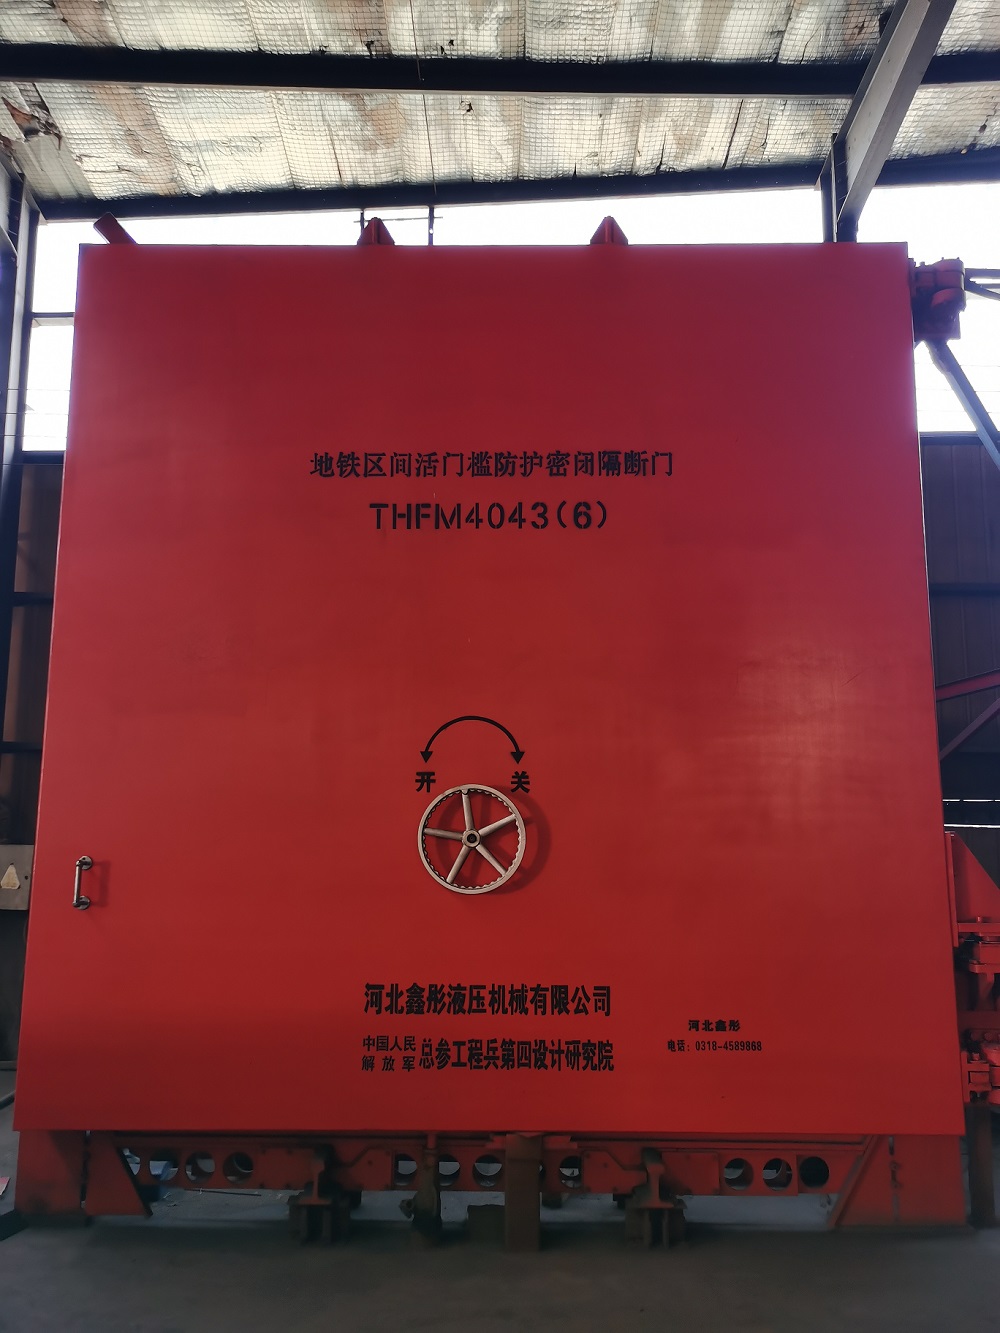 地铁区间活门槛防护密闭隔断门
THFM4043(6)
开 关
河北鑫彤液压机械有限公司
中国人民解放军总参工程兵第四设计研究院
河北鑫彤
电话：0318-4589868